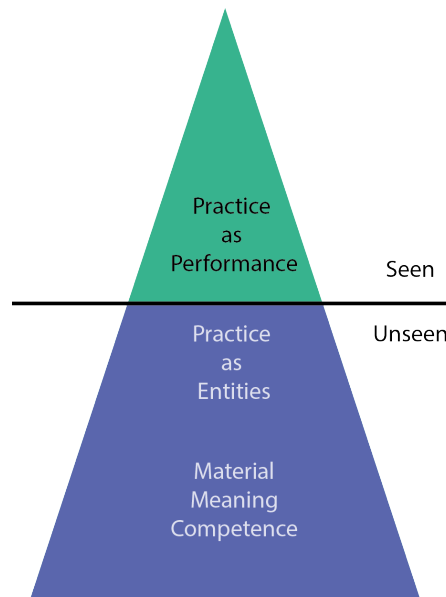 Practice
as
Performance
Seen
Unseen
Practice
as
Entities
Material
Meaning
Competence